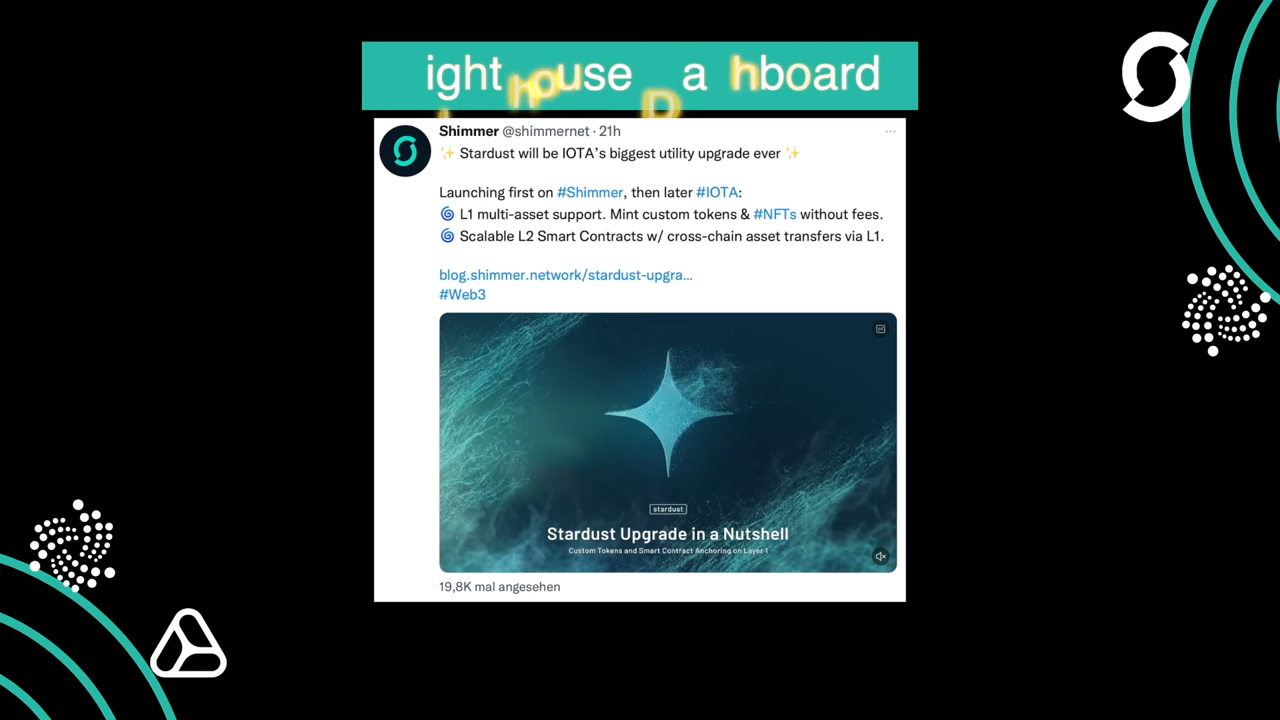 ight house Da hboard
Shimmer @shimmernet · 21h
✨ Stardust will be IOTA's biggest utility upgrade ever ✨
Launching first on #Shimmer, then later #IOTA:
🌀 L1 multi-asset support. Mint custom tokens & #NFTs without fees.
🌀 Scalable L2 Smart Contracts w/ cross-chain asset transfers via L1.
blog.shimmer.network/stardust-upgra...
#Web3
stardust
Stardust Upgrade in a Nutshell
Custom Tokens and Smart Contract Anchoring on Layer 1
19,8K mal angesehen